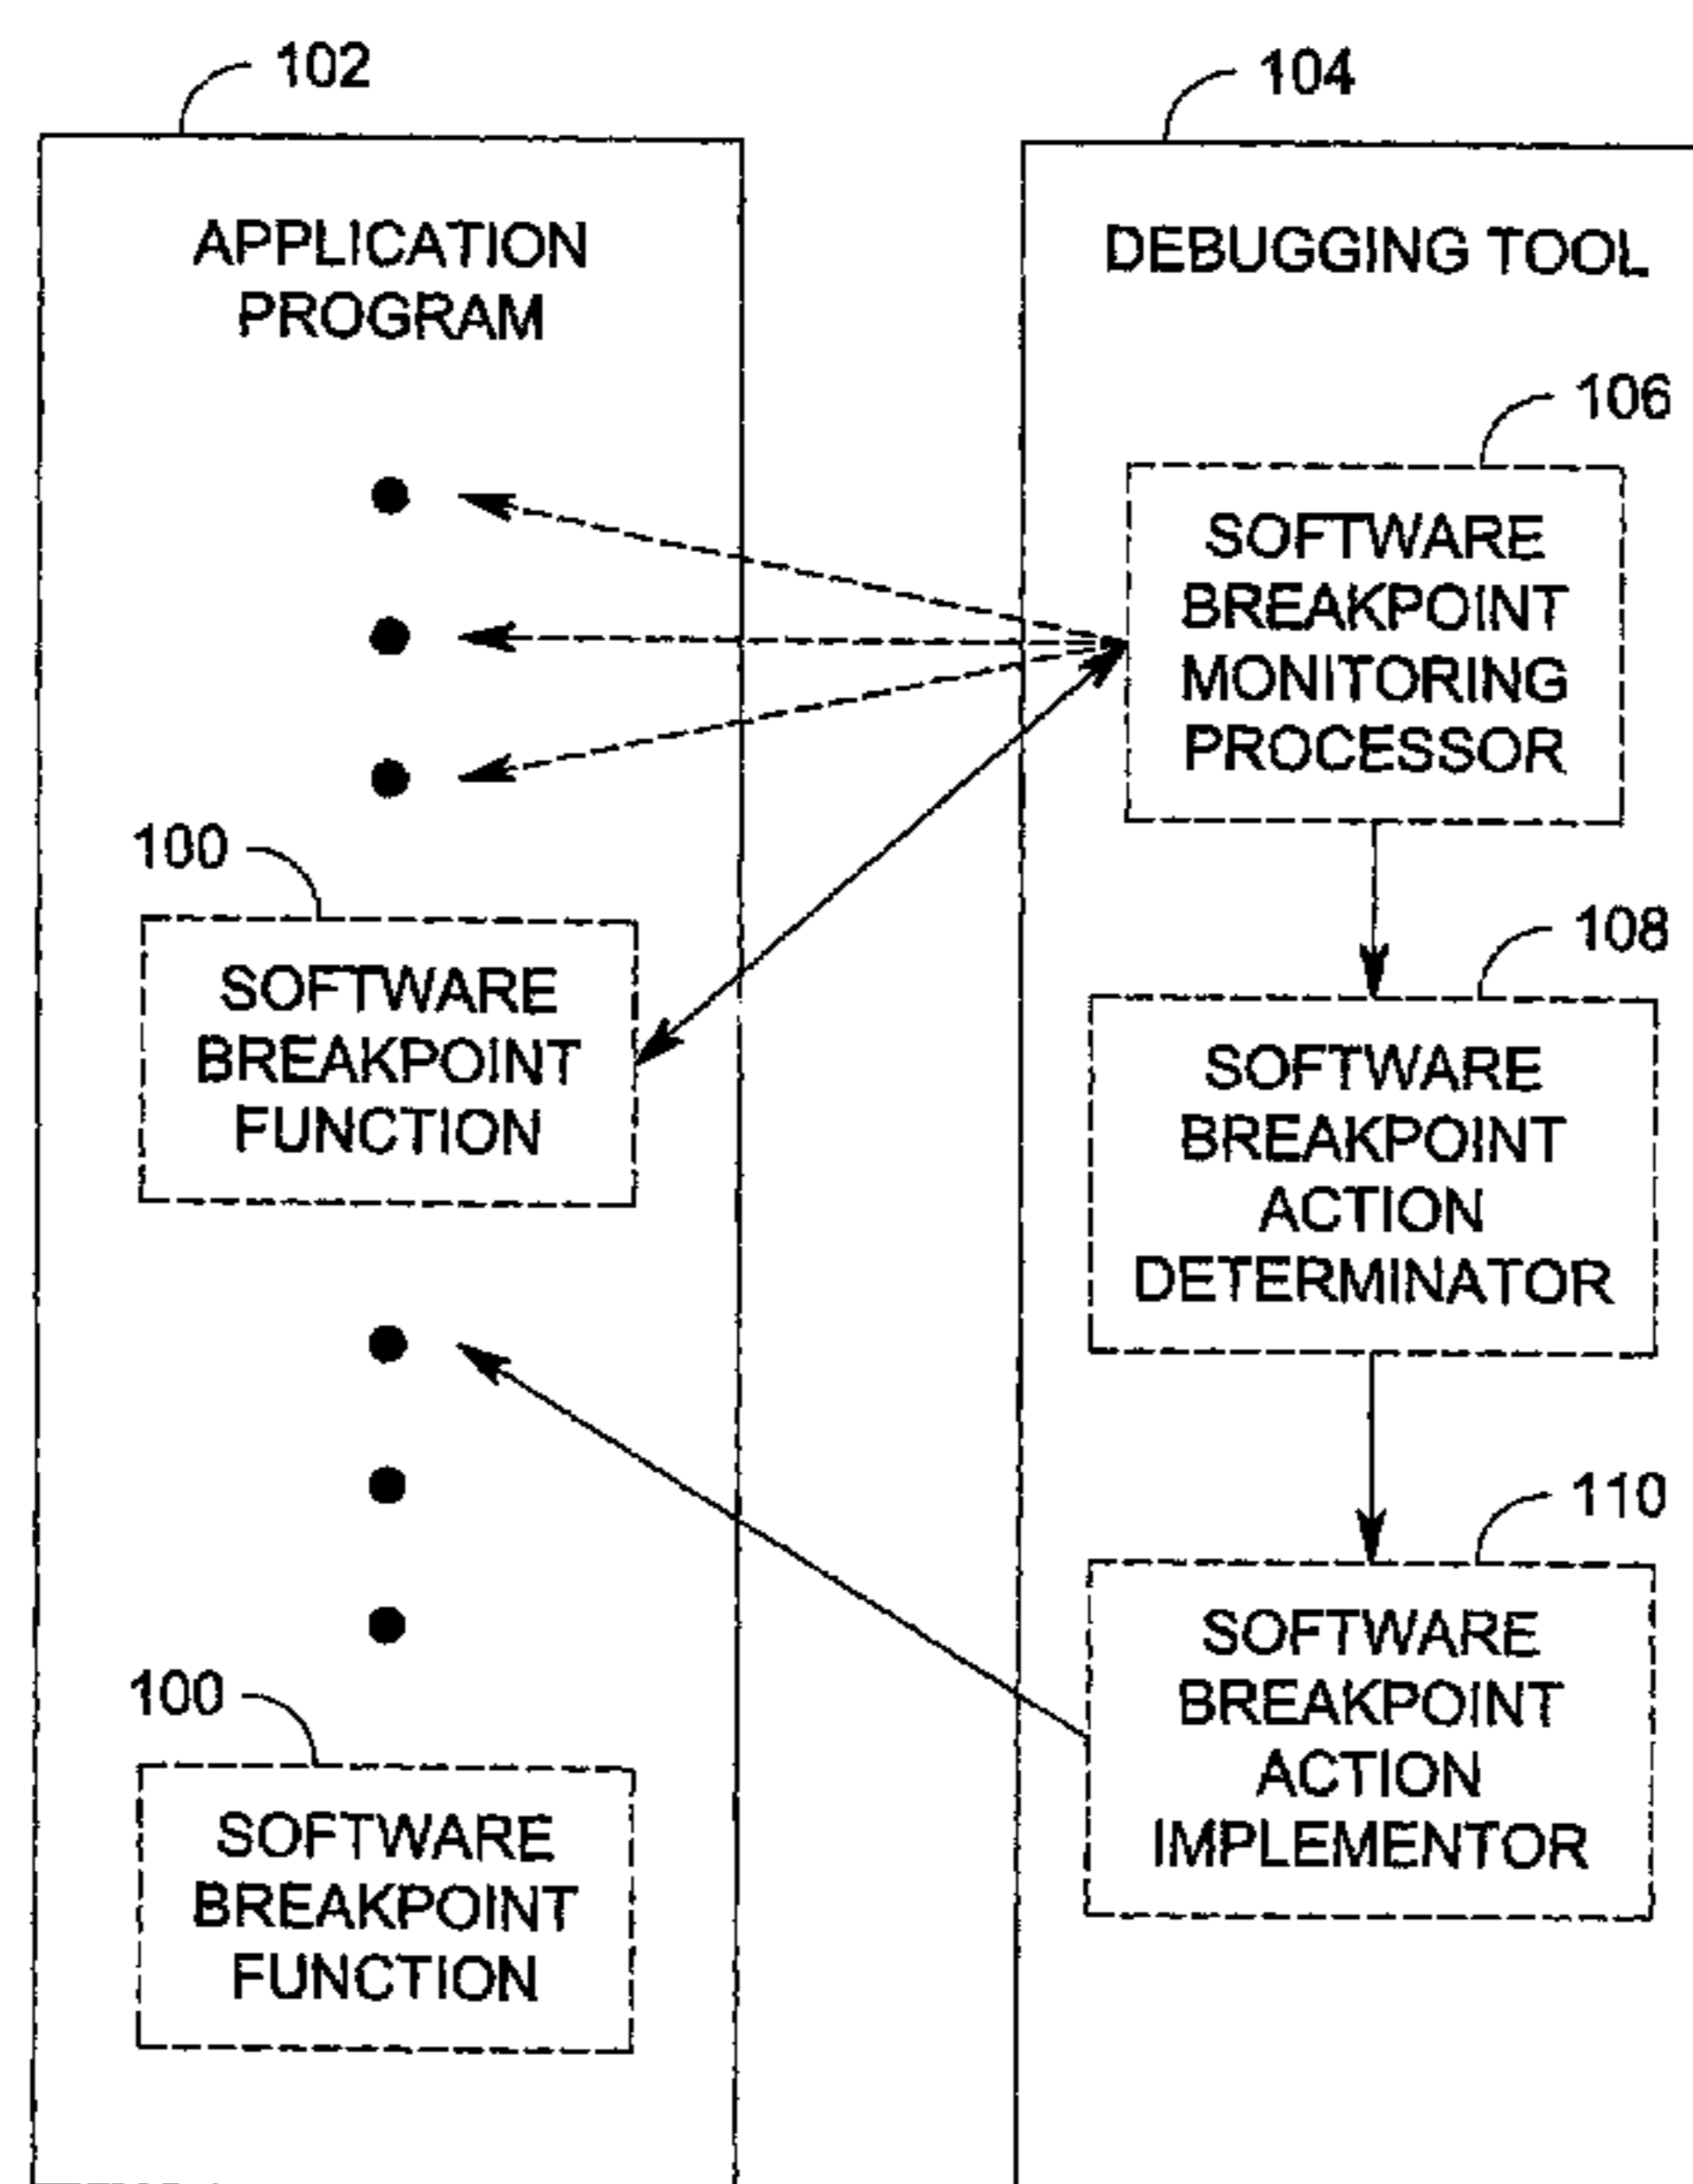 102
APPLICATION
PROGRAM
100
SOFTWARE
BREAKPOINT
FUNCTION
100
SOFTWARE
BREAKPOINT
FUNCTION
104
DEBUGGING TOOL
106
SOFTWARE
BREAKPOINT
MONITORING
PROCESSOR
108
SOFTWARE
BREAKPOINT
ACTION
DETERMINATOR
110
SOFTWARE
BREAKPOINT
ACTION
IMPLEMENTOR